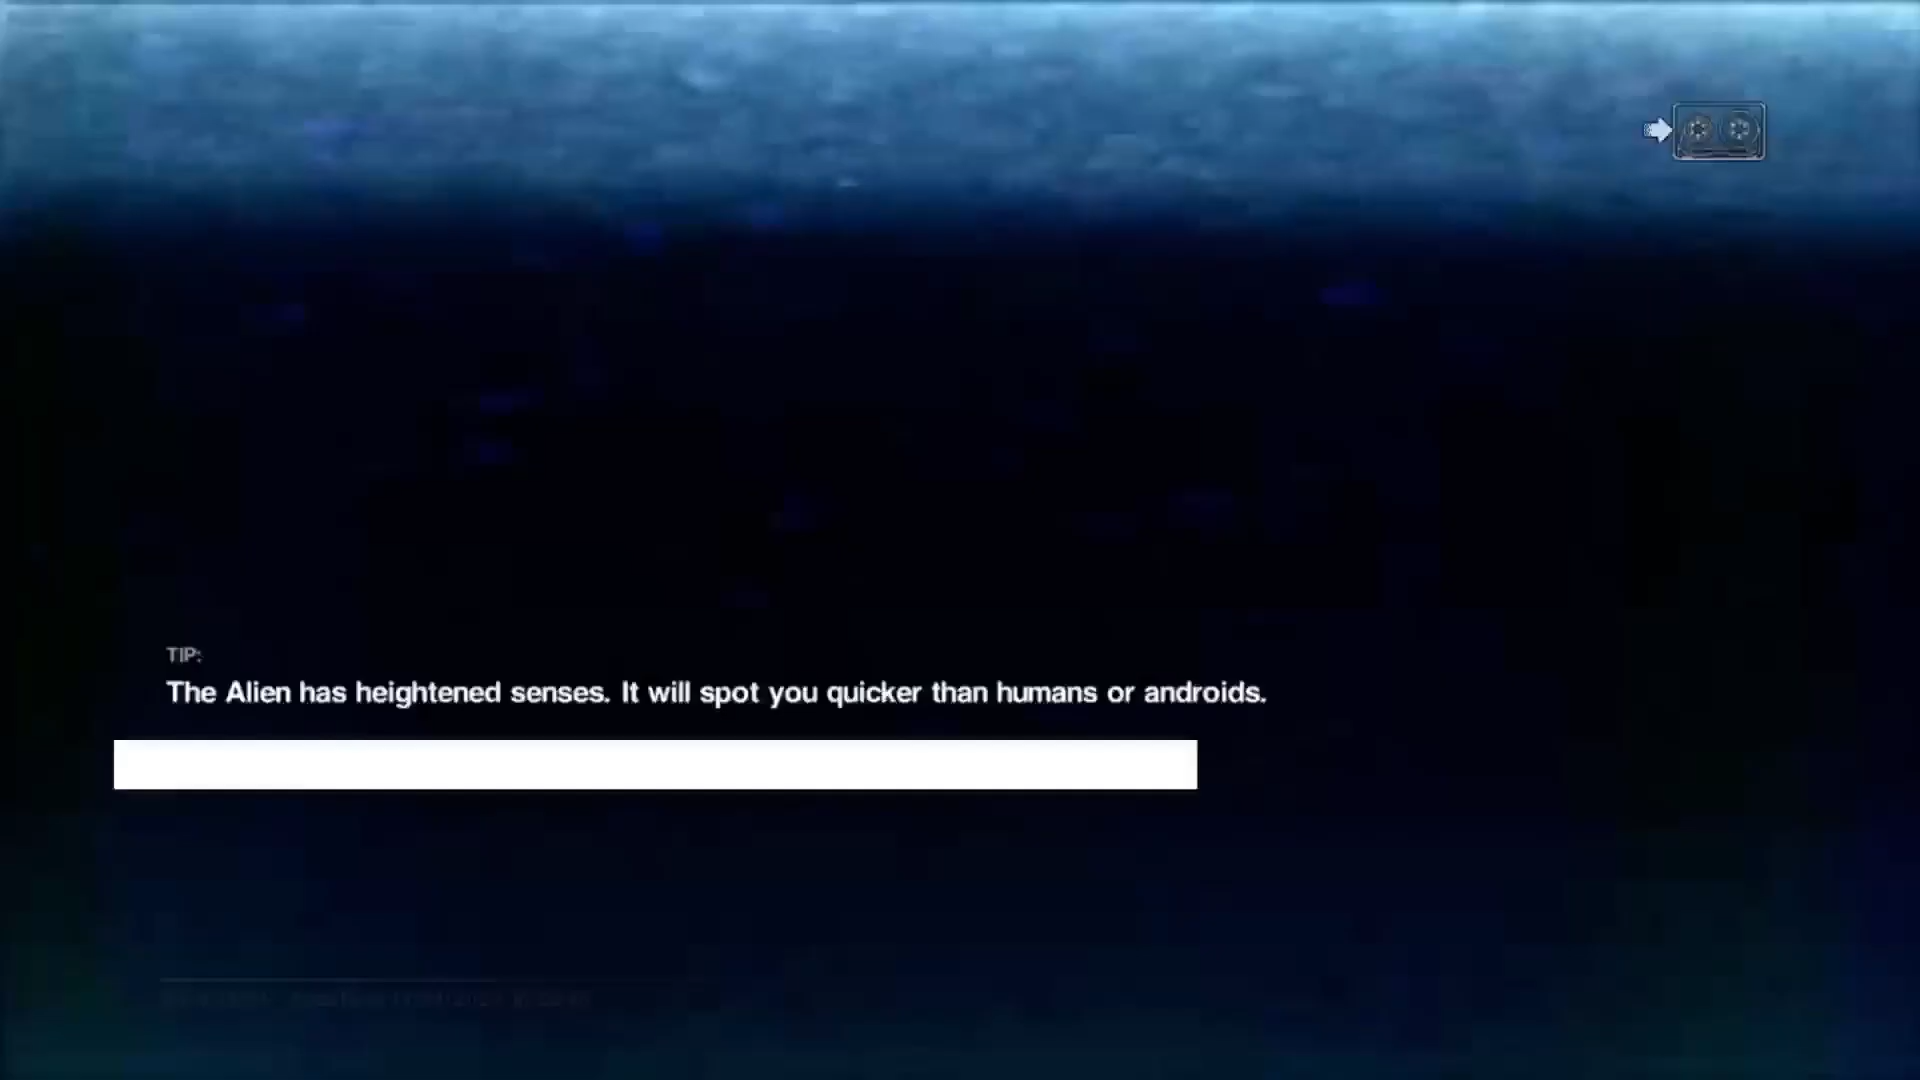 TIP:
The Alien has heightened senses. It will spot you quicker than humans or androids.